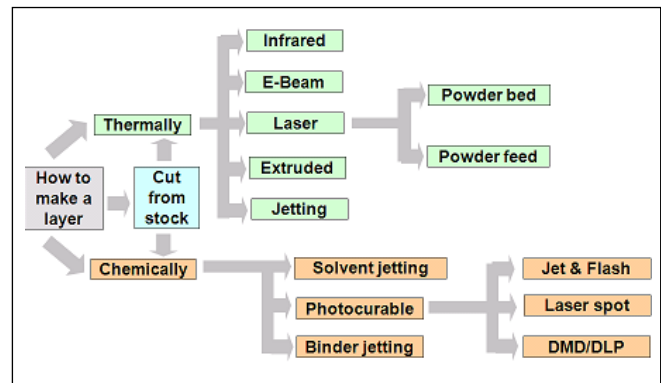 Infrared
E-Beam
Thermally
Laser
Powder bed
Powder feed
Extruded
Jetting
How to
make a
layer
Cut
from
stock
Chemically
Solvent jetting
Photocurable
Binder jetting
Jet & Flash
Laser spot
DMD/DLP